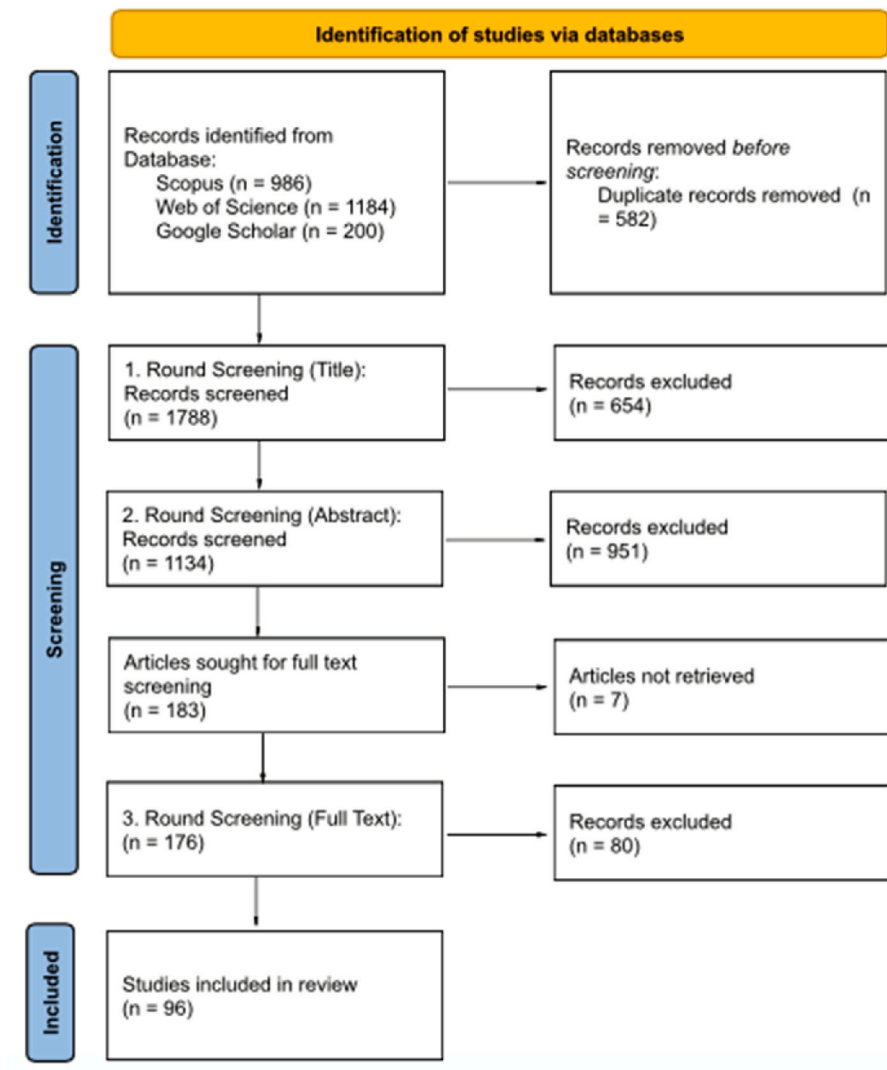 Identification of studies via databases
Identification
Records identified from
Database:
Scopus (n = 986)
Web of Science (n = 1184)
Google Scholar (n = 200)
Records removed before
screening:
Duplicate records removed (n
= 582)
Screening
1. Round Screening (Title):
Records screened
(n = 1788)
Records excluded
(n = 654)
2. Round Screening (Abstract):
Records screened
(n = 1134)
Records excluded
(n = 951)
Articles sought for full text
screening
(n = 183)
Articles not retrieved
(n = 7)
3. Round Screening (Full Text):
(n = 176)
Records excluded
(n = 80)
Included
Studies included in review
(n = 96)